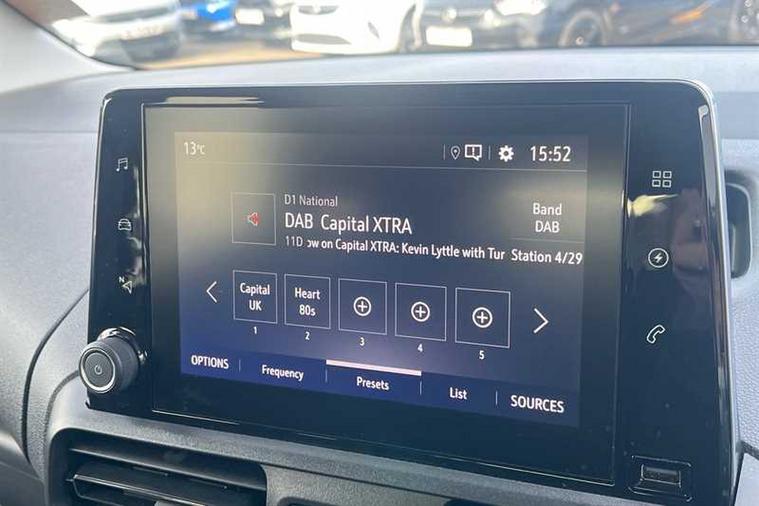 13°C
15:52
D1 National
DAB Capital XTRA
11D ow on Capital XTRA: Kevin Lyttle with Tur
Band
DAB
Station 4/29
Capital
UK
Heart
80s
1
2
3
4
5
OPTIONS
Frequency
Presets
List
SOURCES
N